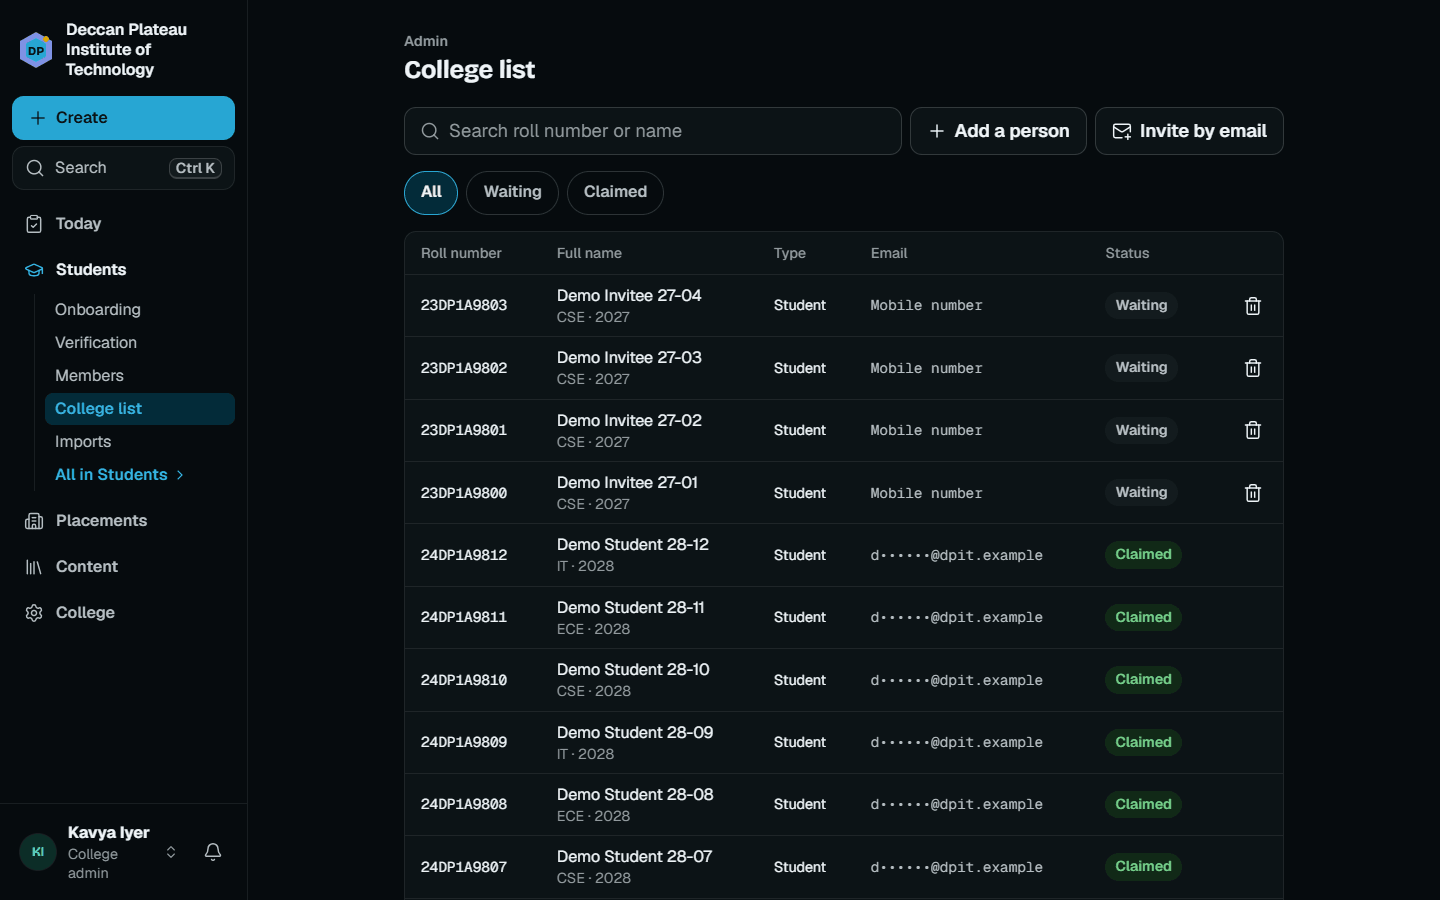 DP
Deccan Plateau
Institute of
Technology
Create
Search
Ctrl K
Today
Students
Onboarding
Verification
Members
College list
Imports
All in Students
Placements
Content
College
KI
Kavya Iyer
College
admin
Admin
College list
Search roll number or name
Add a person
Invite by email
All
Waiting
Claimed
Roll number Full name Type Email Status
23DP1A9803 Demo Invitee 27-04 Student Mobile number Waiting
CSE · 2027
23DP1A9802 Demo Invitee 27-03 Student Mobile number Waiting
CSE · 2027
23DP1A9801 Demo Invitee 27-02 Student Mobile number Waiting
CSE · 2027
23DP1A9800 Demo Invitee 27-01 Student Mobile number Waiting
CSE · 2027
24DP1A9812 Demo Student 28-12 Student d••••••@dpit.example Claimed
IT · 2028
24DP1A9811 Demo Student 28-11 Student d••••••@dpit.example Claimed
ECE · 2028
24DP1A9810 Demo Student 28-10 Student d••••••@dpit.example Claimed
CSE · 2028
24DP1A9809 Demo Student 28-09 Student d••••••@dpit.example Claimed
IT · 2028
24DP1A9808 Demo Student 28-08 Student d••••••@dpit.example Claimed
ECE · 2028
24DP1A9807 Demo Student 28-07 Student d••••••@dpit.example Claimed
CSE · 2028